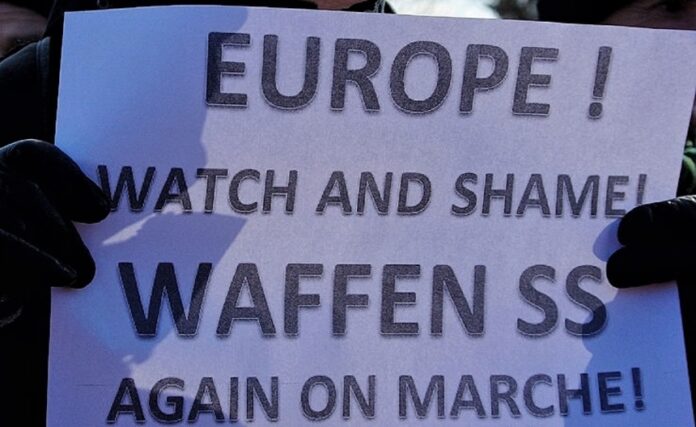 EUROPE !
WATCH AND SHAME!
WAFFEN SS
AGAIN ON MARCHE!